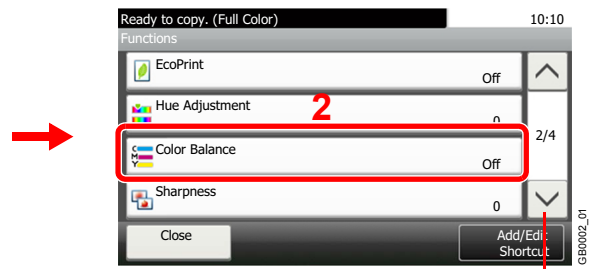 Ready to copy. (Full Color) 10:10
Functions
EcoPrint
Off
Hue Adjustment
2
0
2/4
C
M
Y
Color Balance
Off
Sharpness
0
Close
Add/Edit
Shortcut
GB0002_01